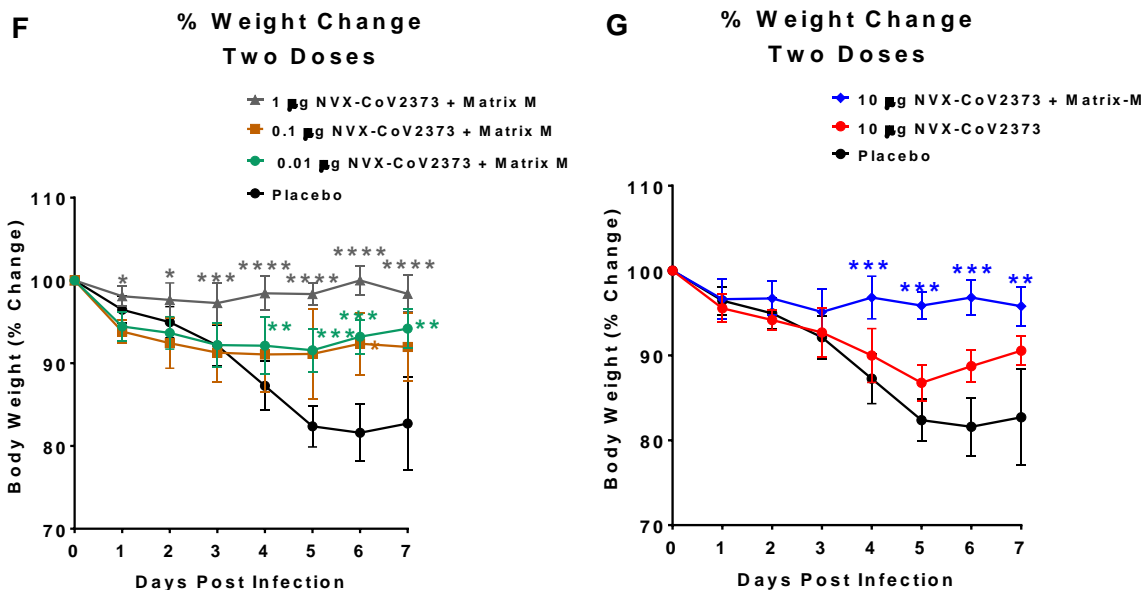 F
% Weight Change
Two Doses
1 μg NVX-CoV2373 + Matrix M
0.1 μg NVX-CoV2373 + Matrix M
0.01 μg NVX-CoV2373 + Matrix M
Placebo
Body Weight (% Change)
110
100
90
80
70
* * *** **** **** **** ****
** *** *** **
*
0 1 2 3 4 5 6 7
Days Post Infection
G
% Weight Change
Two Doses
10 μg NVX-CoV2373 + Matrix-M
10 μg NVX-CoV2373
Placebo
Body Weight (% Change)
110
100
90
80
70
*** *** *** **
0 1 2 3 4 5 6 7
Days Post Infection